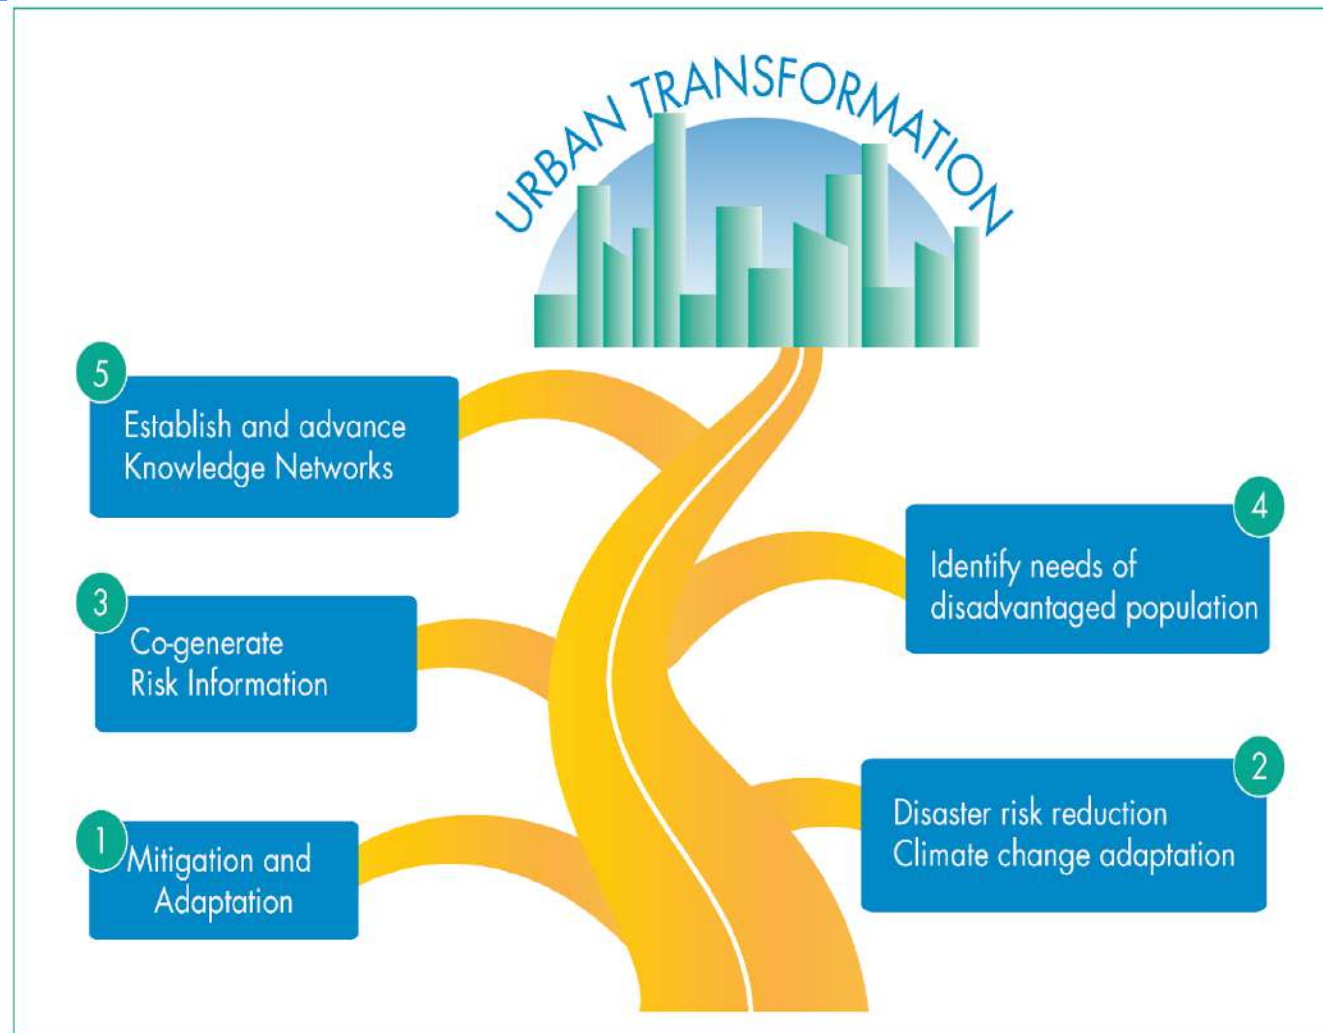 URBAN TRANSFORMATION
5
Establish and advance
Knowledge Networks
4
Identify needs of
disadvantaged population
3
Co-generate
Risk Information
2
Disaster risk reduction
Climate change adaptation
1
Mitigation and
Adaptation